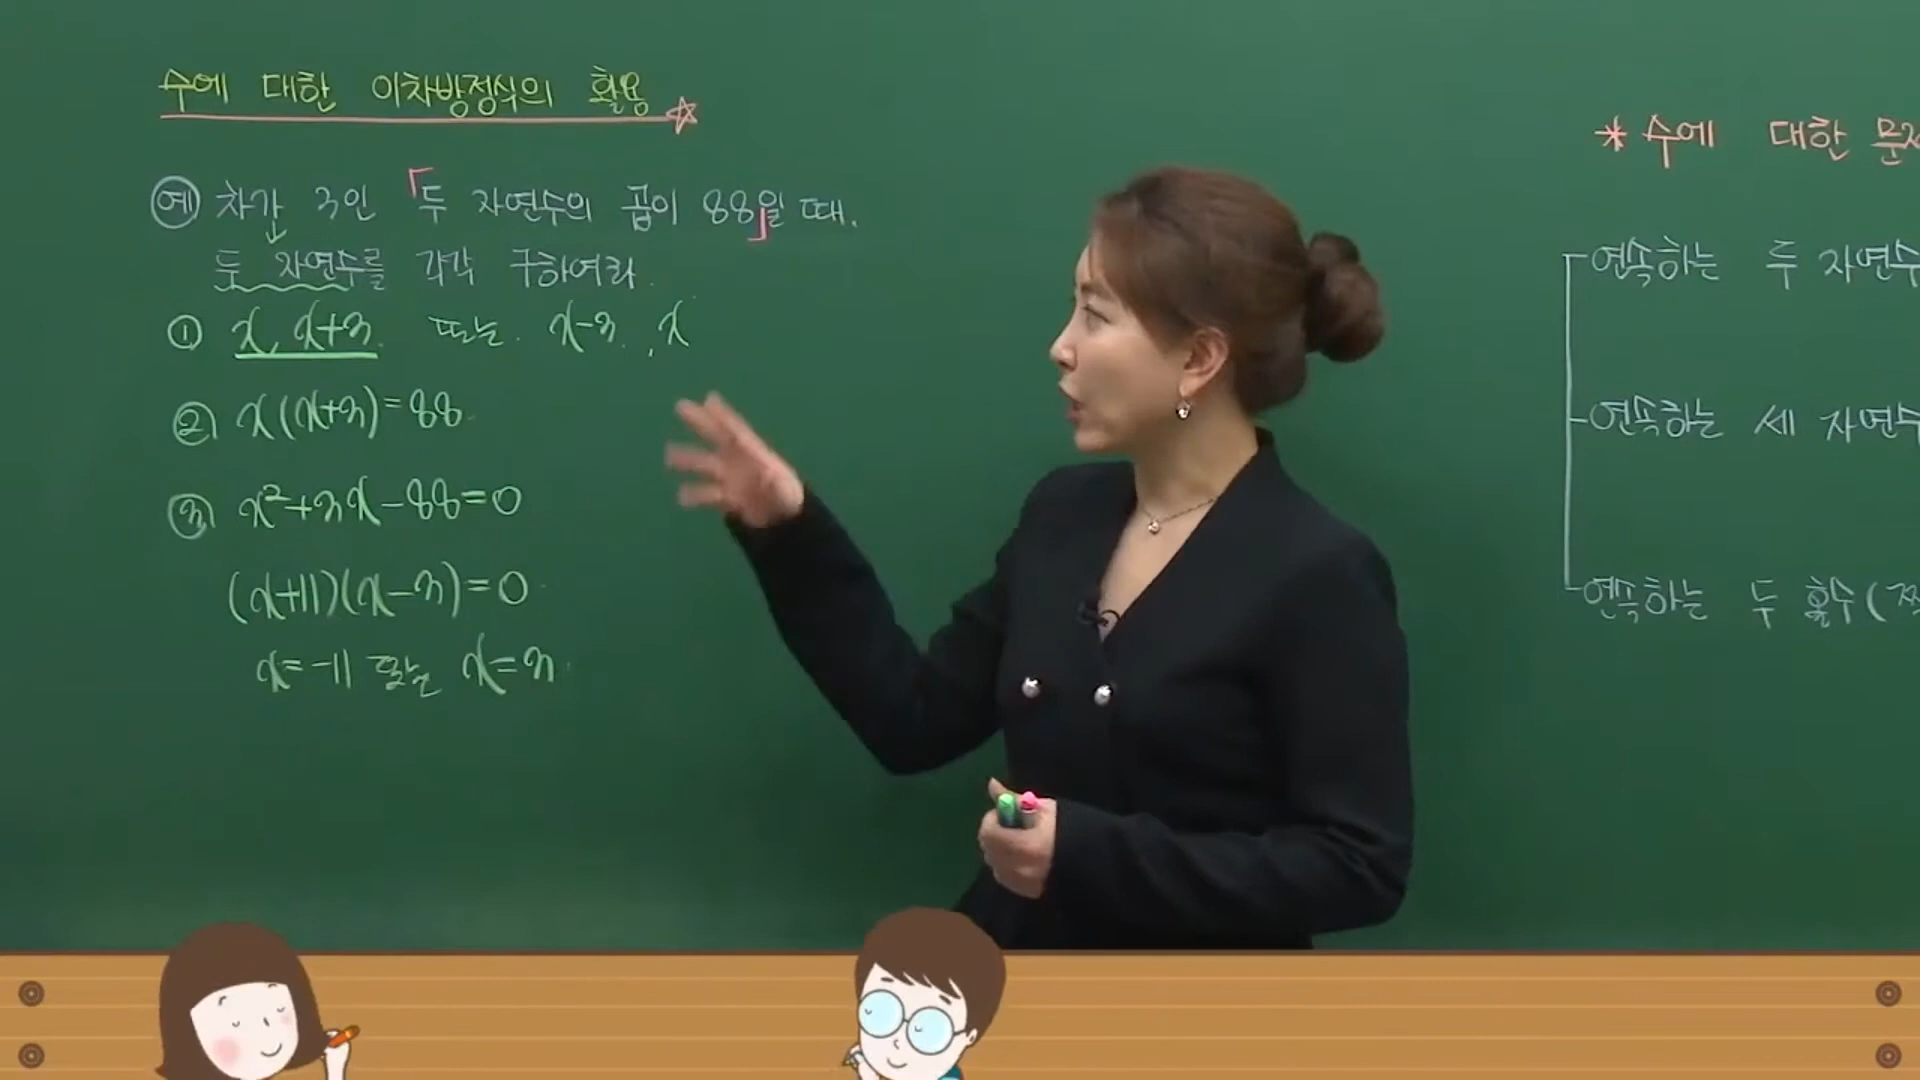 수에 대한 이차방정식의 활용
예 차가 3인 「두 자연수의 곱이 88」일 때.
두 자연수를 각각 구하여라.
① x, x+3 또는 x-3, x
② x(x+3)=88
③ x²+3x-88=0
(x+11)(x-3)=0
x=-11 또는 x=3
* 수에 대한
연속하는 두 자연수
연속하는 세 자연수
연속하는 두 홀수(